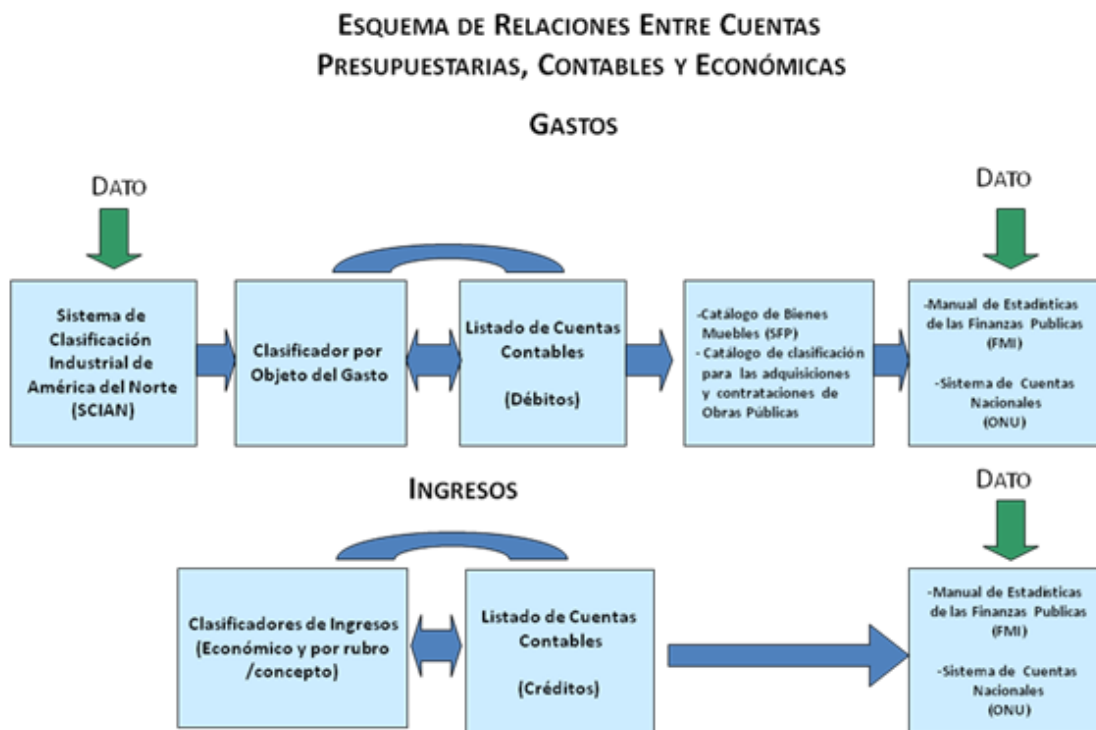 ESQUEMA DE RELACIONES ENTRE CUENTAS
PRESUPUESTARIAS, CONTABLES Y ECONÓMICAS
GASTOS
DATO
DATO
Sistema de
Clasificación
Industrial de
América del Norte
(SCIAN)
Clasificador por
Objeto del Gasto
Listado de Cuentas
Contables
(Débitos)
-Catálogo de Bienes
Muebles (SFP)
- Catálogo de clasificación
para las adquisiciones
y contrataciones de
Obras Públicas
-Manual de Estadísticas
de las Finanzas Publicas
(FMI)
-Sistema de Cuentas
Nacionales
(ONU)
INGRESOS
DATO
Clasificadores de Ingresos
(Económico y por rubro
/concepto)
Listado de Cuentas
Contables
(Créditos)
-Manual de Estadísticas
de las Finanzas Publicas
(FMI)
-Sistema de Cuentas
Nacionales
(ONU)